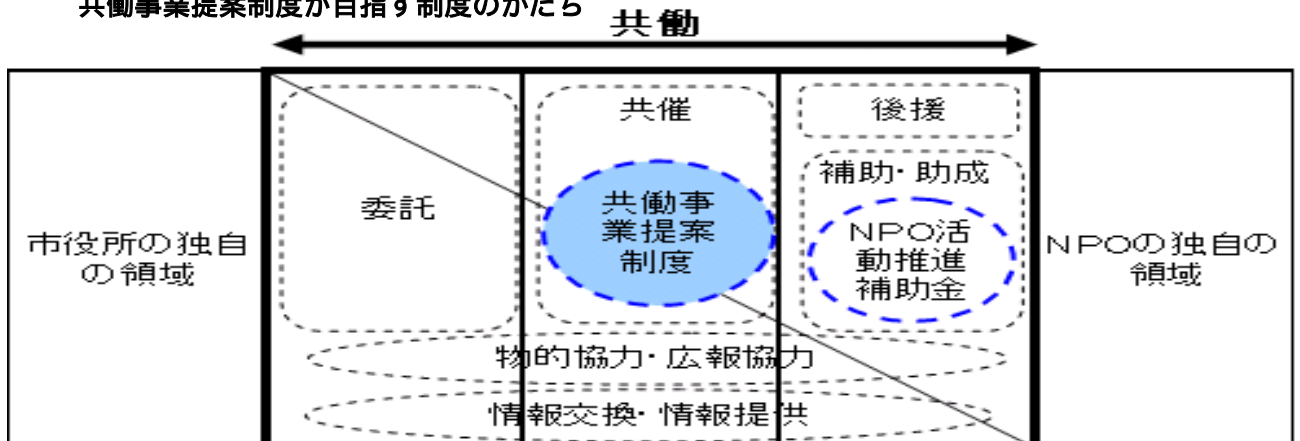 共働事業提案制度が目指す制度のかたち
共働
市役所の独自
の領域
委託
共催
共働事
業提案
制度
後援
補助・助成
NPO活
動推進
補助金
NPOの独自の
領域
物的協力・広報協力
情報交換・情報提供